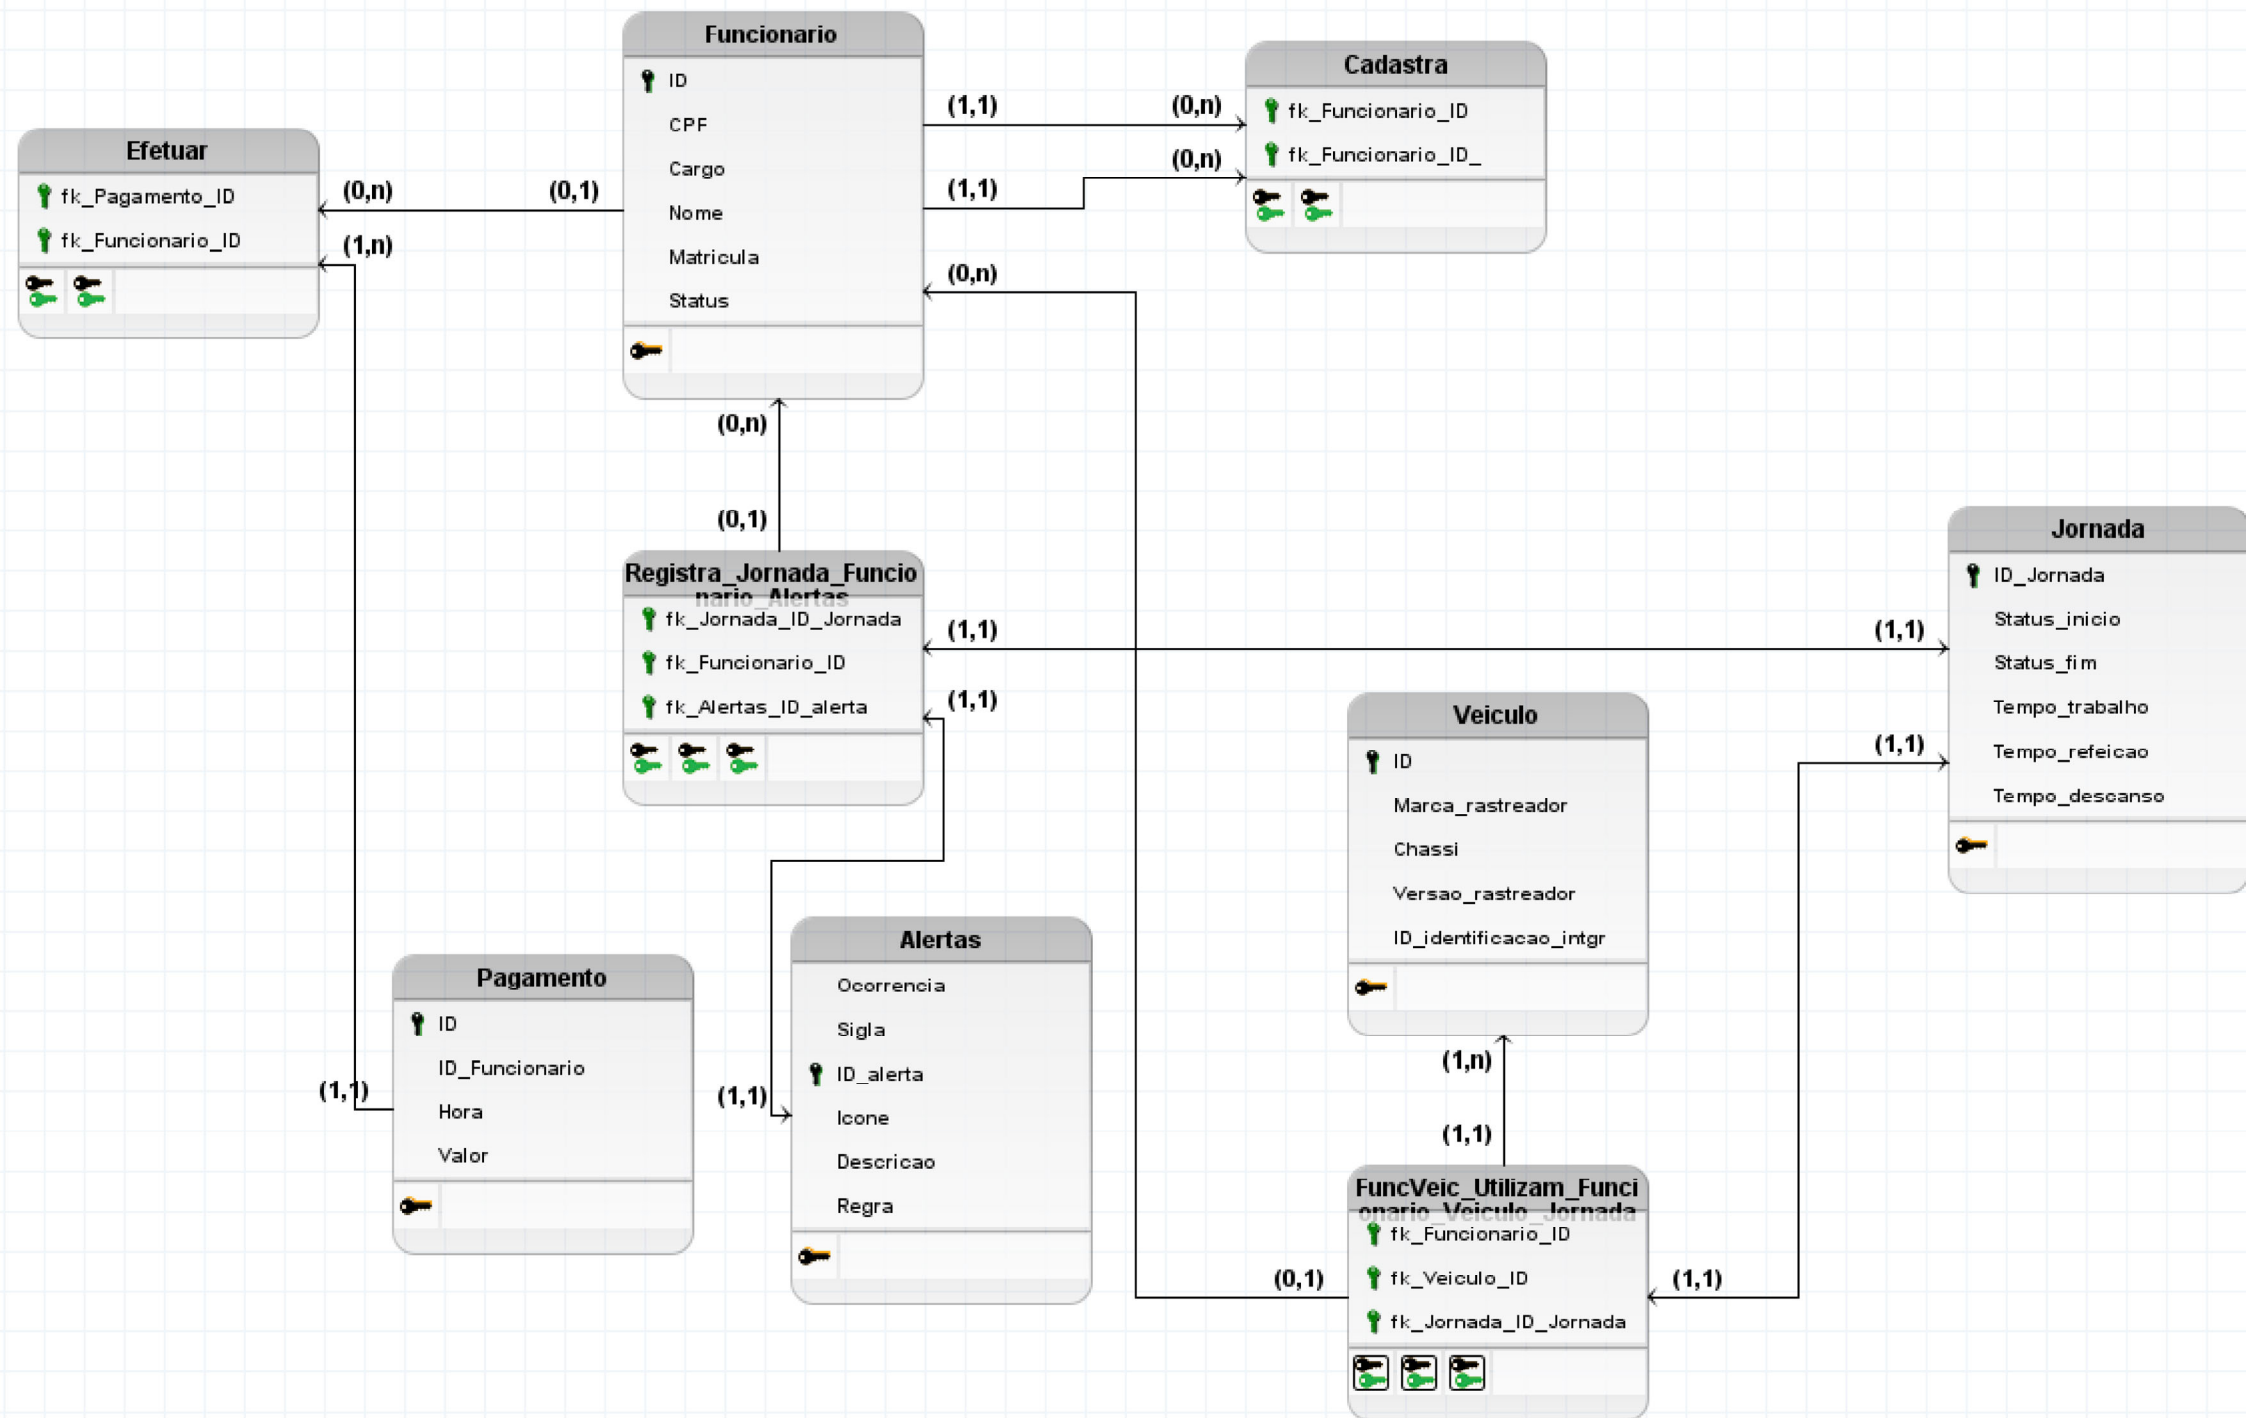 Funcionario
ID
CPF
Cargo
Nome
Matricula
Status
Cadastra
fk_Funcionario_ID
fk_Funcionario_ID_
(1,1)
(0,n)
(0,n)
(1,1)
(0,n)
Efetuar
fk_Pagamento_ID
fk_Funcionario_ID
(0,n)
(0,1)
(1,n)
(0,n)
(0,1)
Registra_Jornada_Funcio
nario_Alertas
fk_Jornada_ID_Jornada
fk_Funcionario_ID
fk_Alertas_ID_alerta
(1,1)
(1,1)
(1,1)
Jornada
ID_Jornada
Status_inicio
Status_fim
Tempo_trabalho
Tempo_refeicao
Tempo_descanso
(1,1)
Veiculo
ID
Marca_rastreador
Chassi
Versao_rastreador
ID_identificacao_intgr
(1,n)
(1,1)
Pagamento
ID
ID_Funcionario
Hora
Valor
(1,1)
Alertas
Ocorrencia
Sigla
ID_alerta
Icone
Descricao
Regra
(1,1)
FuncVeic_Utilizam_Funci
onario_Veiculo_Jornada
fk_Funcionario_ID
fk_Veiculo_ID
fk_Jornada_ID_Jornada
(0,1)
(1,1)